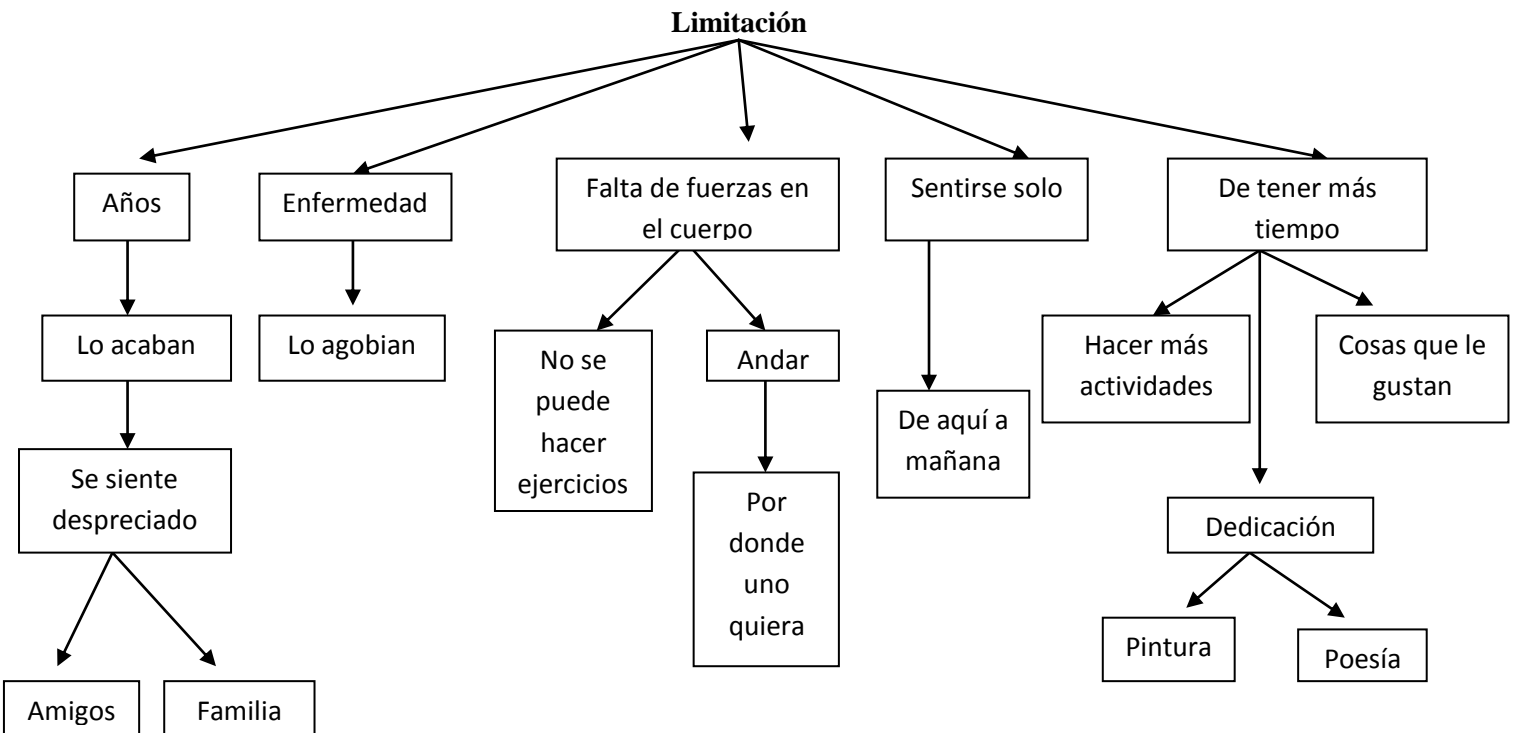 Limitación
Años
Enfermedad
Falta de fuerzas en
el cuerpo
Sentirse solo
De tener más
tiempo
Lo acaban
Lo agobian
No se
puede
hacer
ejercicios
Andar
De aquí a
mañana
Hacer más
actividades
Cosas que le
gustan
Se siente
despreciado
Por
donde
uno
quiera
Dedicación
Amigos
Familia
Pintura
Poesía